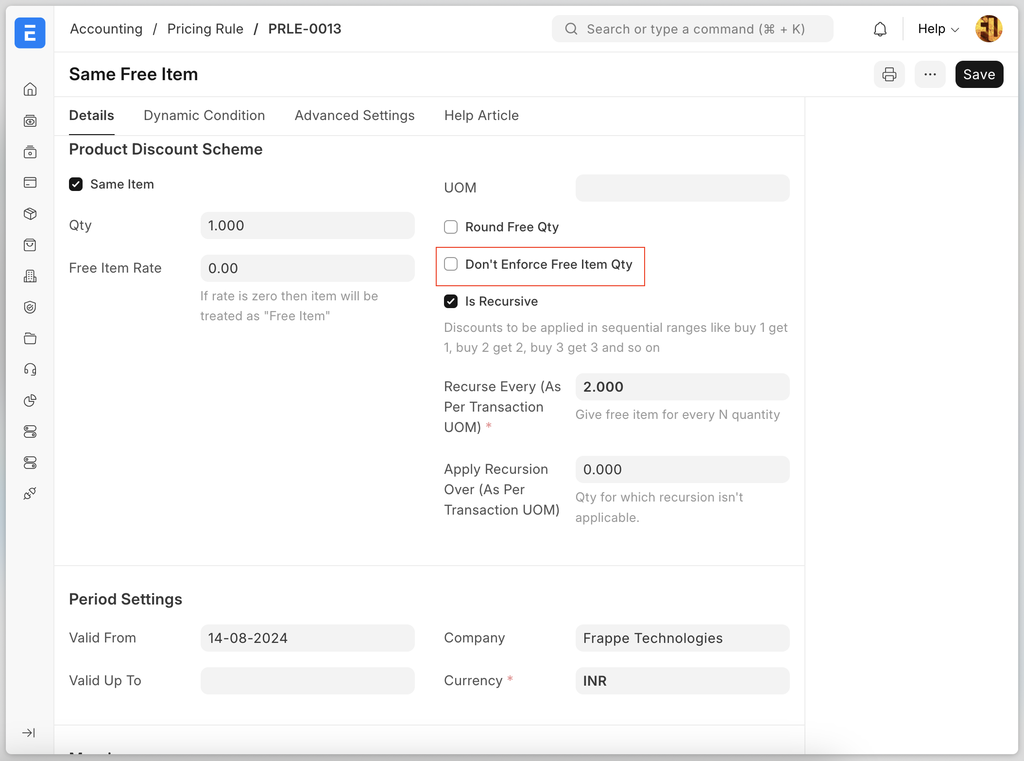 E
Accounting / Pricing Rule / PRLE-0013
Search or type a command (⌘ + K)
Help
Same Free Item
Save
Details
Dynamic Condition
Advanced Settings
Help Article
Product Discount Scheme
Same Item
Qty
1.000
Free Item Rate
0.00
If rate is zero then item will be
treated as "Free Item"
UOM
Round Free Qty
Don't Enforce Free Item Qty
Is Recursive
Discounts to be applied in sequential ranges like buy 1 get
1, buy 2 get 2, buy 3 get 3 and so on
Recurse Every (As
Per Transaction
UOM) *
2.000
Give free item for every N quantity
Apply Recursion
Over (As Per
Transaction UOM)
0.000
Qty for which recursion isn't
applicable.
Period Settings
Valid From
14-08-2024
Valid Up To
Company
Frappe Technologies
Currency *
INR